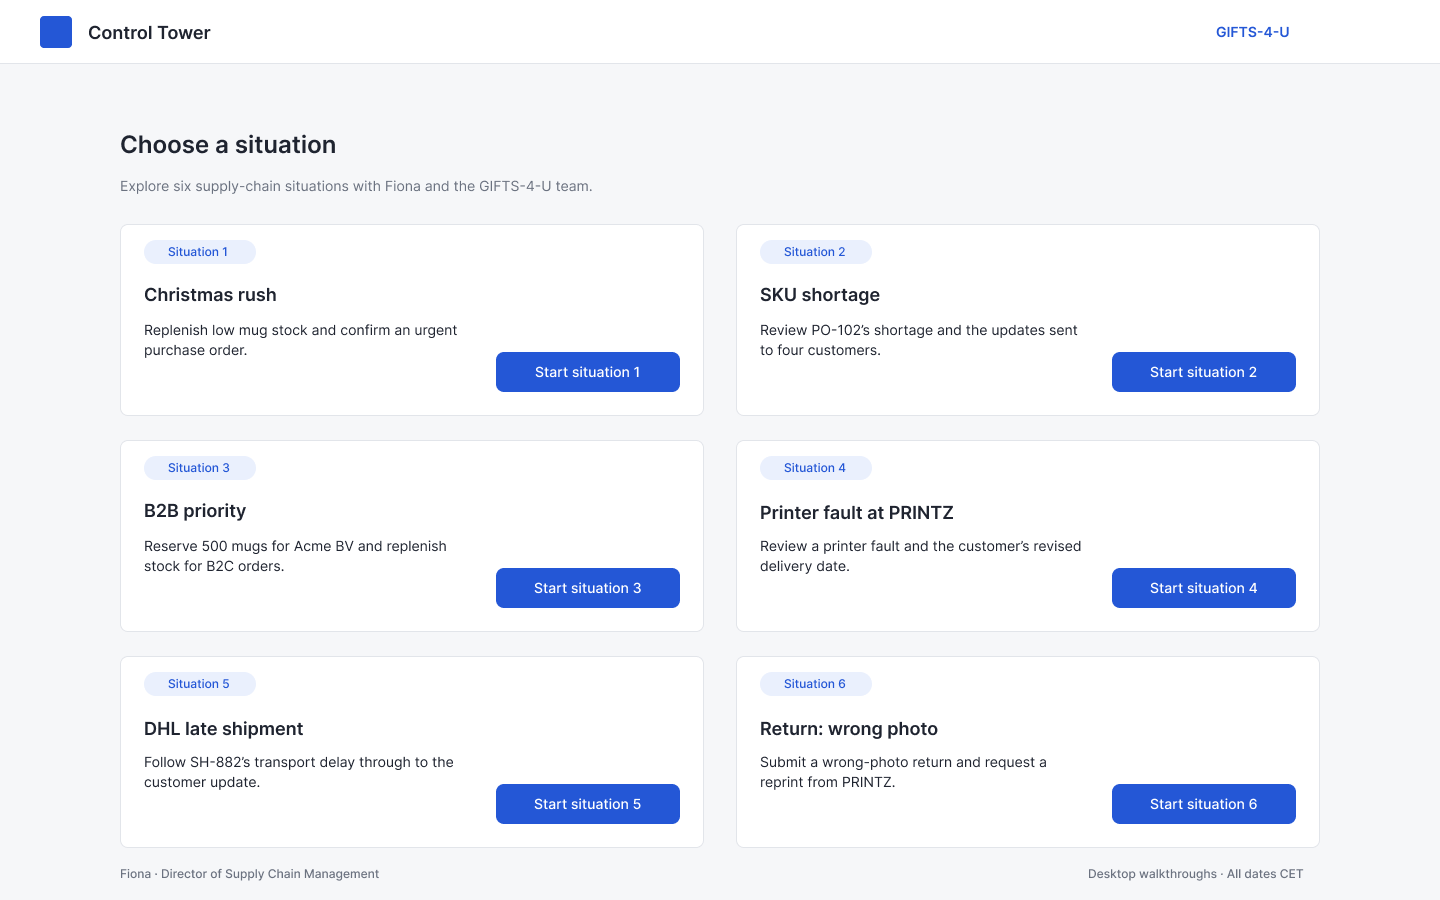 Control Tower
GIFTS-4-U
Choose a situation
Explore six supply-chain situations with Fiona and the GIFTS-4-U team.
Situation 1
Christmas rush
Replenish low mug stock and confirm an urgent
purchase order.
Start situation 1
Situation 2
SKU shortage
Review PO-102’s shortage and the updates sent
to four customers.
Start situation 2
Situation 3
B2B priority
Reserve 500 mugs for Acme BV and replenish
stock for B2C orders.
Start situation 3
Situation 4
Printer fault at PRINTZ
Review a printer fault and the customer’s revised
delivery date.
Start situation 4
Situation 5
DHL late shipment
Follow SH-882’s transport delay through to the
customer update.
Start situation 5
Situation 6
Return: wrong photo
Submit a wrong-photo return and request a
reprint from PRINTZ.
Start situation 6
Fiona · Director of Supply Chain Management
Desktop walkthroughs · All dates CET